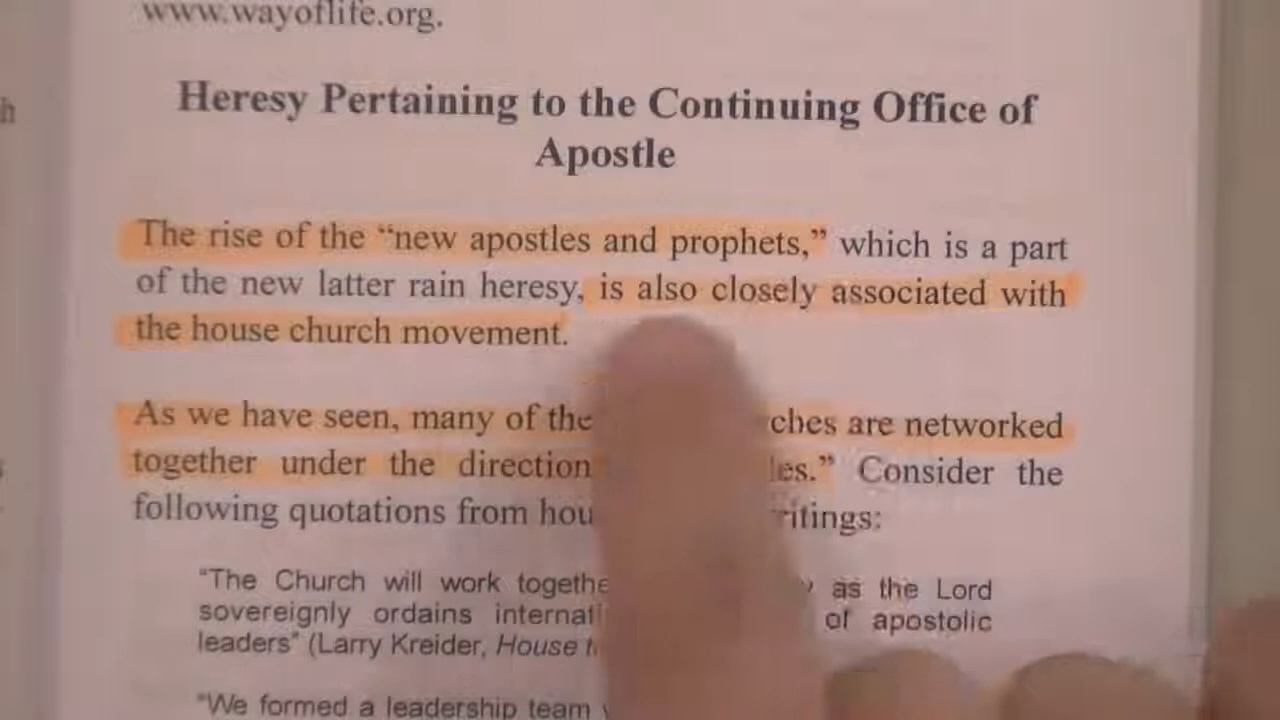 www.wayoflife.org.
Heresy Pertaining to the Continuing Office of
Apostle
The rise of the “new apostles and prophets,” which is a part
of the new latter rain heresy, is also closely associated with
the house church movement.
As we have seen, many of the ches are networked
together under the direction les.” Consider the
following quotations from hou ritings:
“The Church will work togethe as the Lord
sovereignly ordains internati of apostolic
leaders” (Larry Kreider, House t
“We formed a leadership team
h